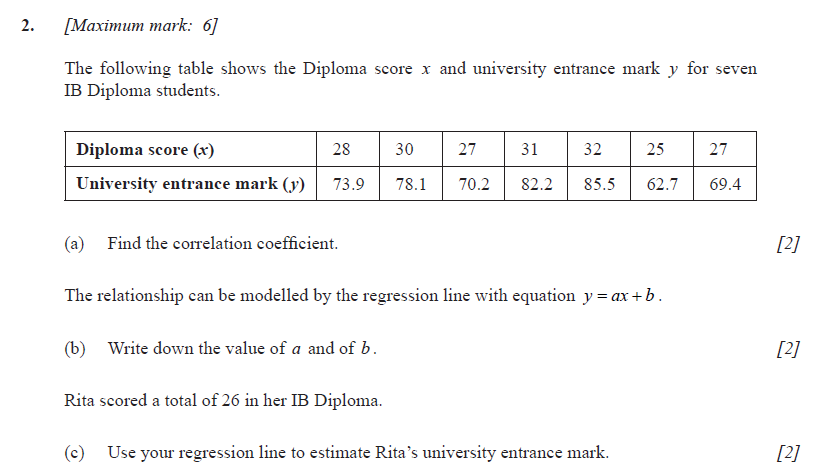 2. [Maximum mark: 6]
The following table shows the Diploma score x and university entrance mark y for seven
IB Diploma students.
Diploma score (x) 28 30 27 31 32 25 27
University entrance mark (y) 73.9 78.1 70.2 82.2 85.5 62.7 69.4
(a) Find the correlation coefficient. [2]
The relationship can be modelled by the regression line with equation y = ax + b .
(b) Write down the value of a and of b . [2]
Rita scored a total of 26 in her IB Diploma.
(c) Use your regression line to estimate Rita's university entrance mark. [2]